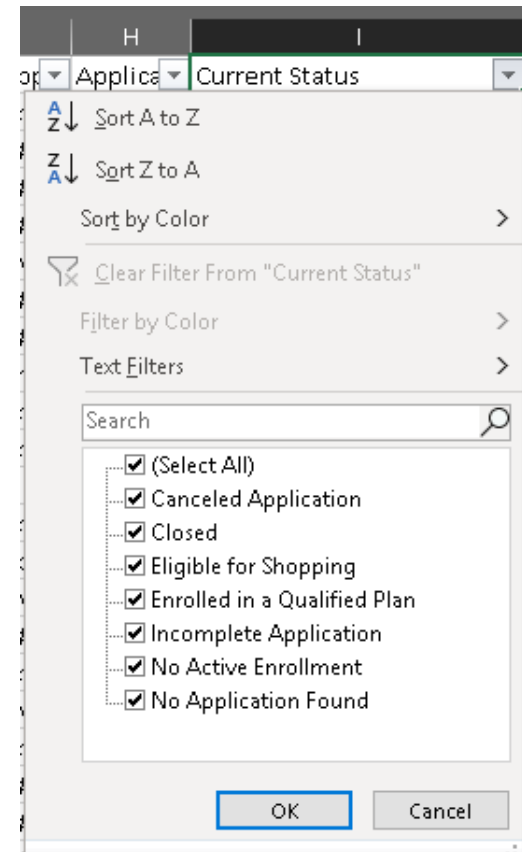 H I
Applica Current Status
Sort A to Z
Sort Z to A
Sort by Color
Clear Filter From "Current Status"
Filter by Color
Text Filters
Search
(Select All)
Canceled Application
Closed
Eligible for Shopping
Enrolled in a Qualified Plan
Incomplete Application
No Active Enrollment
No Application Found
OK Cancel